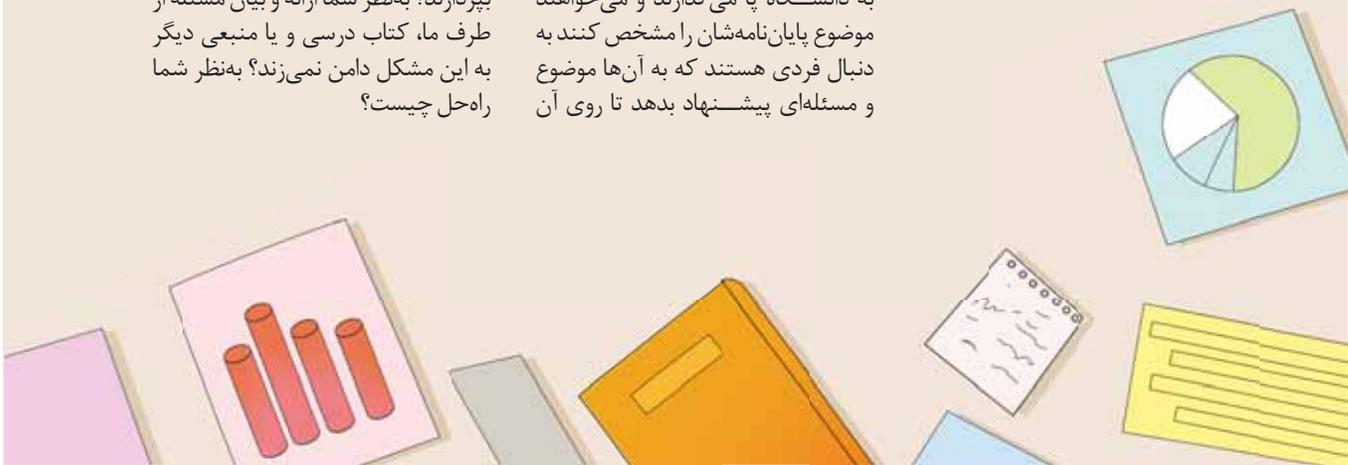 به دانشگاه پا می‌گذارند و می‌خواهند
موضوع پایان‌نامه‌شان را مشخص کنند به
دنبال فردی هستند که به آن‌ها موضوع
و مسئله‌ای پیشنهاد بدهد تا روی آن
بپردازند؟ به‌نظر شما ارائه و بیان مسئله از
طرف ما، کتاب درسی و یا منبعی دیگر
به این مشکل دامن نمی‌زند؟ به‌نظر شما
راه‌حل چیست؟